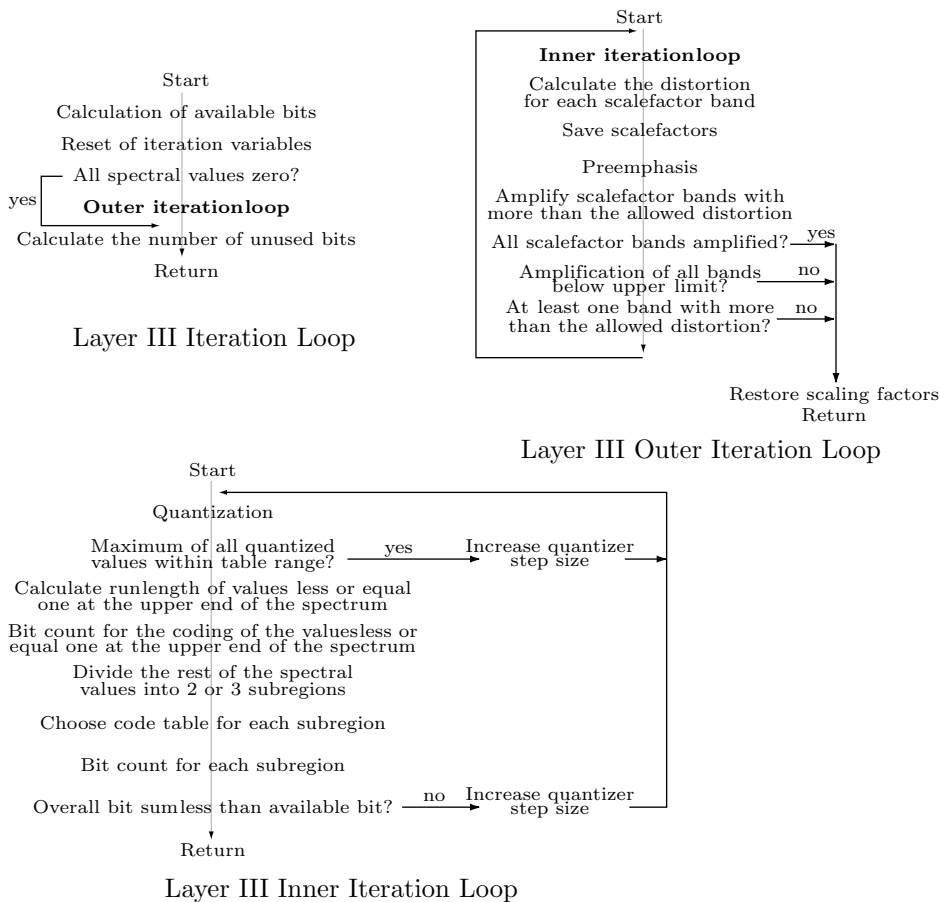 Start
Calculation of available bits
Reset of iteration variables
All spectral values zero?
yes
Outer iterationloop
Calculate the number of unused bits
Return
Layer III Iteration Loop
Start
Inner iterationloop
Calculate the distortion
for each scalefactor band
Save scalefactors
Preemphasis
Amplify scalefactor bands with
more than the allowed distortion
All scalefactor bands amplified?
yes
Amplification of all bands
below upper limit?
no
At least one band with more
than the allowed distortion?
no
Restore scaling factors
Return
Layer III Outer Iteration Loop
Start
Quantization
Maximum of all quantized
values within table range?
yes
Increase quantizer
step size
Calculate runlength of values less or equal
one at the upper end of the spectrum
Bit count for the coding of the valuesless or
equal one at the upper end of the spectrum
Divide the rest of the spectral
values into 2 or 3 subregions
Choose code table for each subregion
Bit count for each subregion
Overall bit sumless than available bit?
no
Increase quantizer
step size
Return
Layer III Inner Iteration Loop